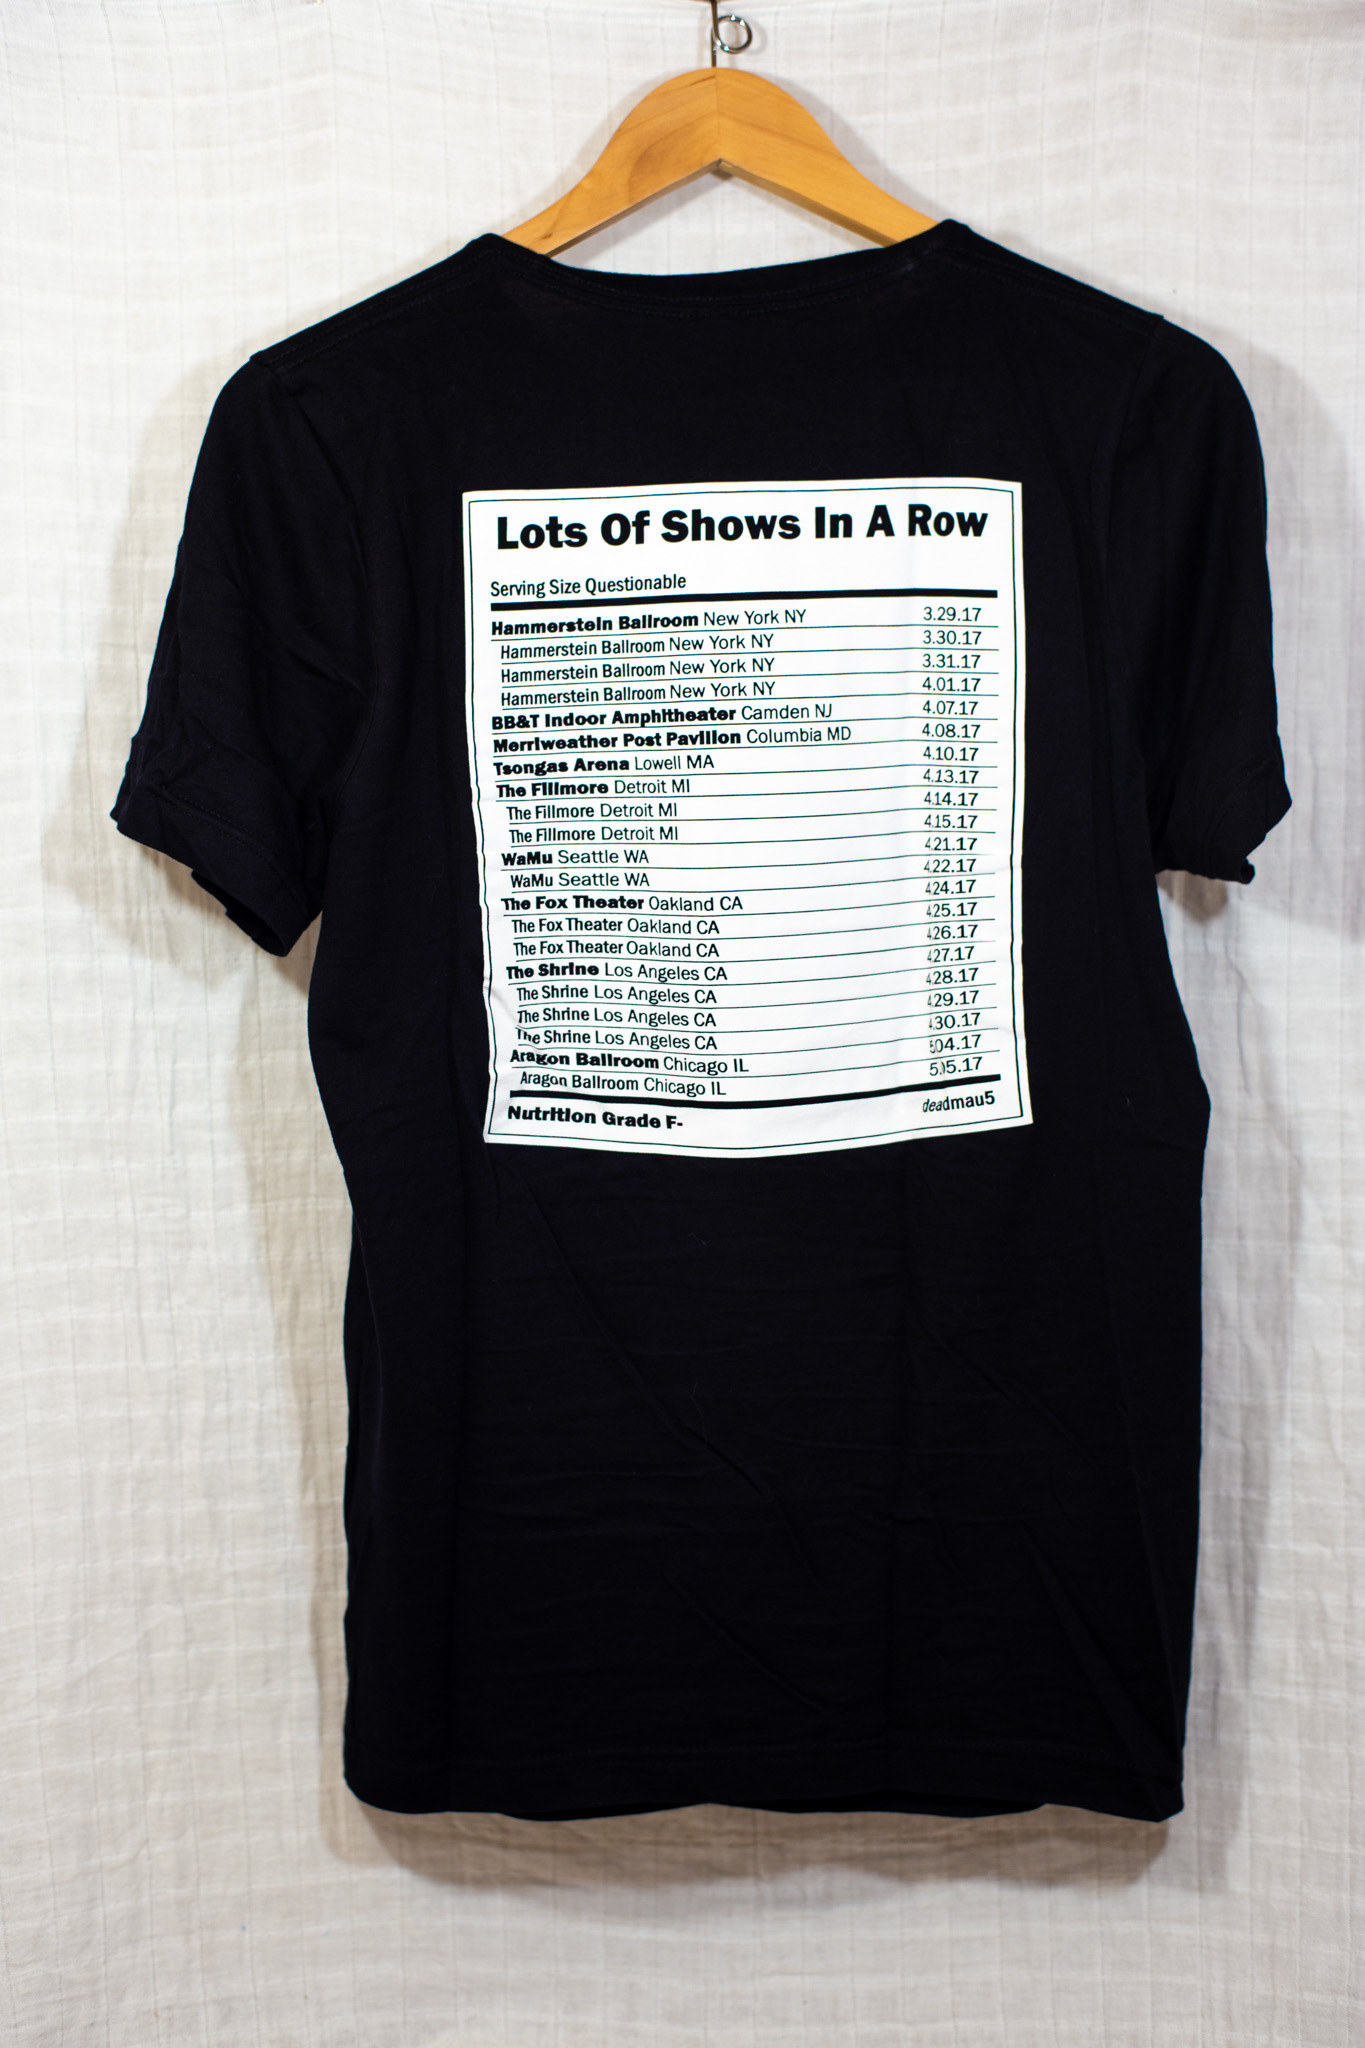 Lots Of Shows In A Row
Serving Size Questionable
Hammerstein Ballroom New York NY 3.29.17
Hammerstein Ballroom New York NY 3.30.17
Hammerstein Ballroom New York NY 3.31.17
Hammerstein Ballroom New York NY 4.01.17
BB&T Indoor Amphitheater Camden NJ 4.07.17
Merriweather Post Pavilion Columbia MD 4.08.17
Tsongas Arena Lowell MA 4.10.17
The Fillmore Detroit MI 4.13.17
The Fillmore Detroit MI 4.14.17
The Fillmore Detroit MI 4.15.17
WaMu Seattle WA 4.21.17
WaMu Seattle WA 4.22.17
The Fox Theater Oakland CA 4.24.17
The Fox Theater Oakland CA 4.25.17
The Fox Theater Oakland CA 4.26.17
The Shrine Los Angeles CA 4.27.17
The Shrine Los Angeles CA 4.28.17
The Shrine Los Angeles CA 4.29.17
The Shrine Los Angeles CA 4.30.17
Aragon Ballroom Chicago IL 5.04.17
Aragon Ballroom Chicago IL 5.05.17
Nutrition Grade F- deadmau5